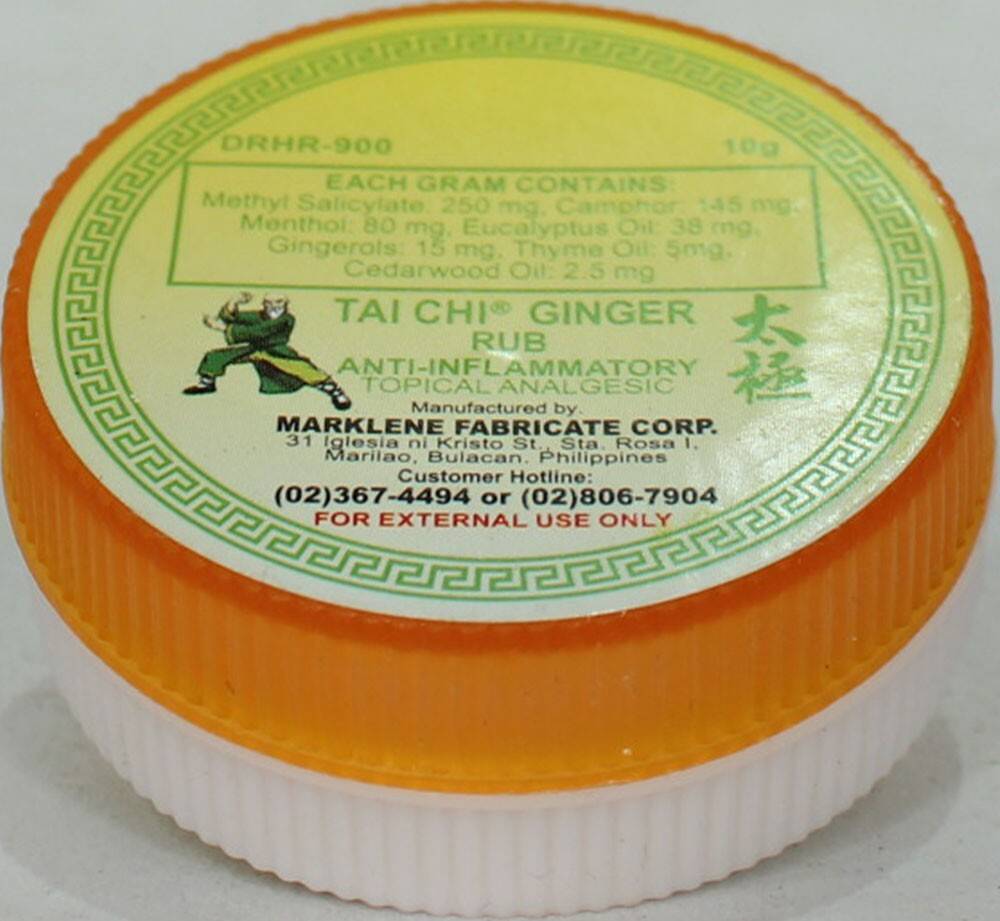 DRHR-900 10g
EACH GRAM CONTAINS:
Methyl Salicylate: 250 mg, Camphor: 145 mg,
Menthol: 80 mg, Eucalyptus Oil: 38 mg,
Gingerols: 15 mg, Thyme Oil: 5mg,
Cedarwood Oil: 2.5 mg
TAI CHI® GINGER
RUB
太極
ANTI-INFLAMMATORY
TOPICAL ANALGESIC
Manufactured by.
MARKLENE FABRICATE CORP.
31 Iglesia ni Kristo St., Sta. Rosa I,
Marilao, Bulacan. Philippines
Customer Hotline:
(02)367-4494 or (02)806-7904
FOR EXTERNAL USE ONLY